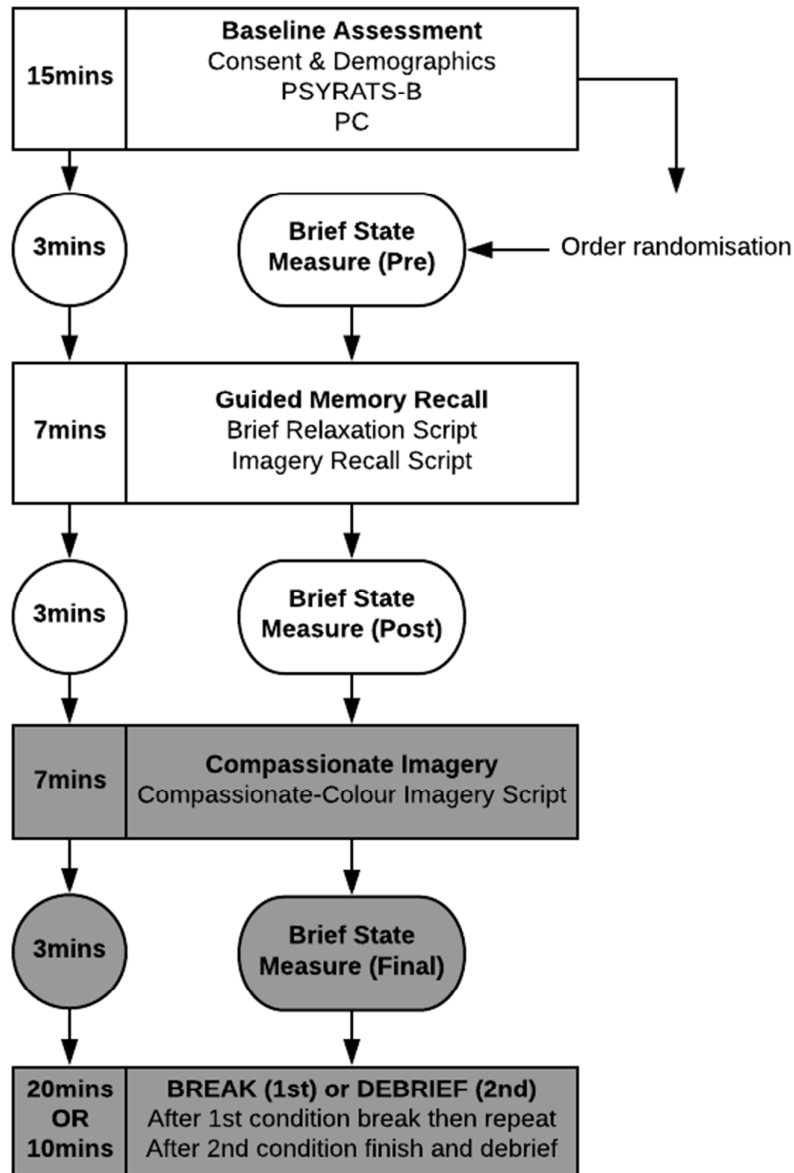 15mins
Baseline Assessment
Consent & Demographics
PSYRATS-B
PC
3mins
Brief State
Measure (Pre)
Order randomisation
7mins
Guided Memory Recall
Brief Relaxation Script
Imagery Recall Script
3mins
Brief State
Measure (Post)
7mins
Compassionate Imagery
Compassionate-Colour Imagery Script
3mins
Brief State
Measure (Final)
20mins
OR
10mins
BREAK (1st) or DEBRIEF (2nd)
After 1st condition break then repeat
After 2nd condition finish and debrief